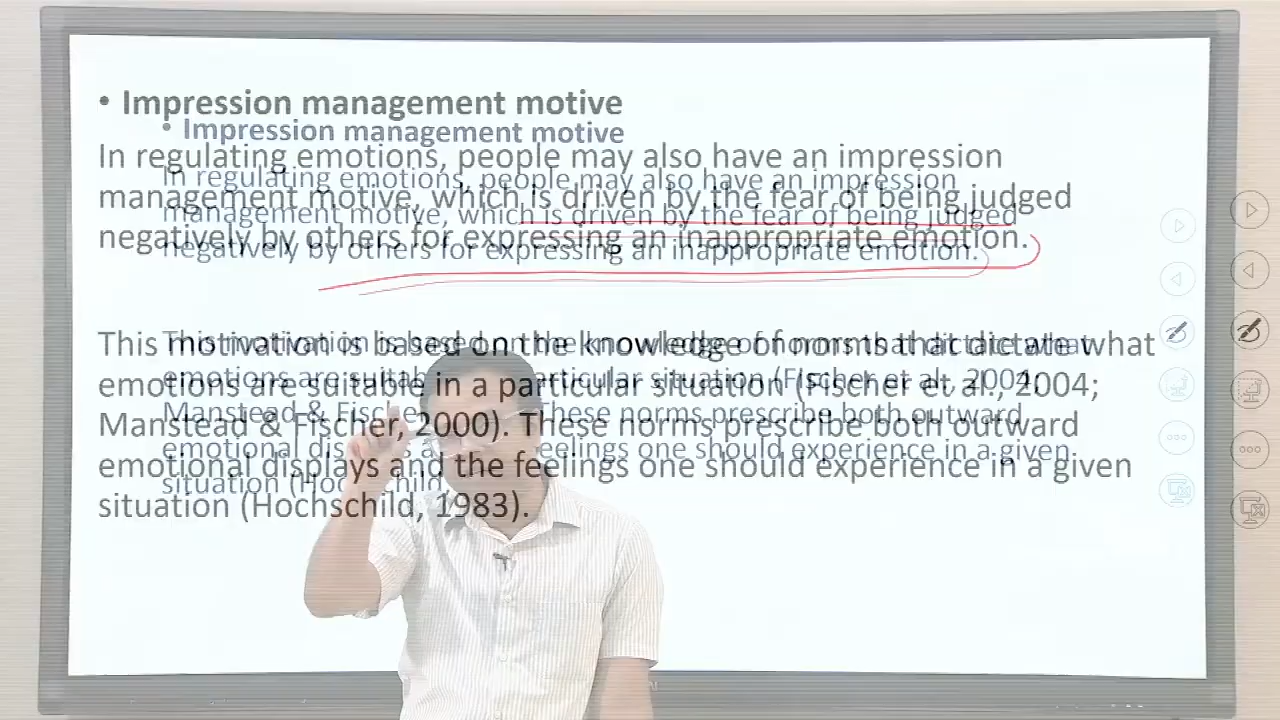 • Impression management motive
In regulating emotions, people may also have an impression
management motive, which is driven by the fear of being judged
negatively by others for expressing an inappropriate emotion.
This motivation is based on the knowledge of norms that dictate what
emotions are suitable in a particular situation (Fischer et al., 2004;
Manstead & Fischer, 2000). These norms prescribe both outward
emotional displays and the feelings one should experience in a given
situation (Hochschild, 1983).